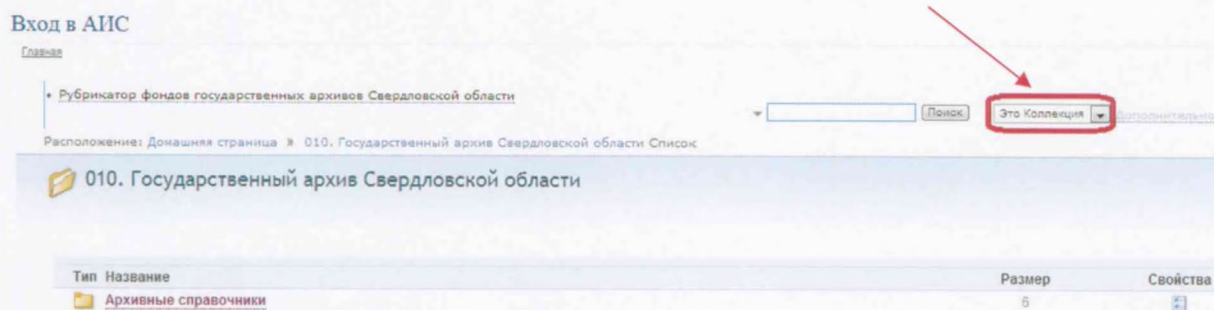 Вход в АИС
Главная
• Рубрикатор фондов государственных архивов Свердловской области
Поиск Это Коллекция Дополнительно
Расположение: Домашняя страница » 010. Государственный архив Свердловской области Список
010. Государственный архив Свердловской области
Тип Название Размер Свойства
Архивные справочники 6